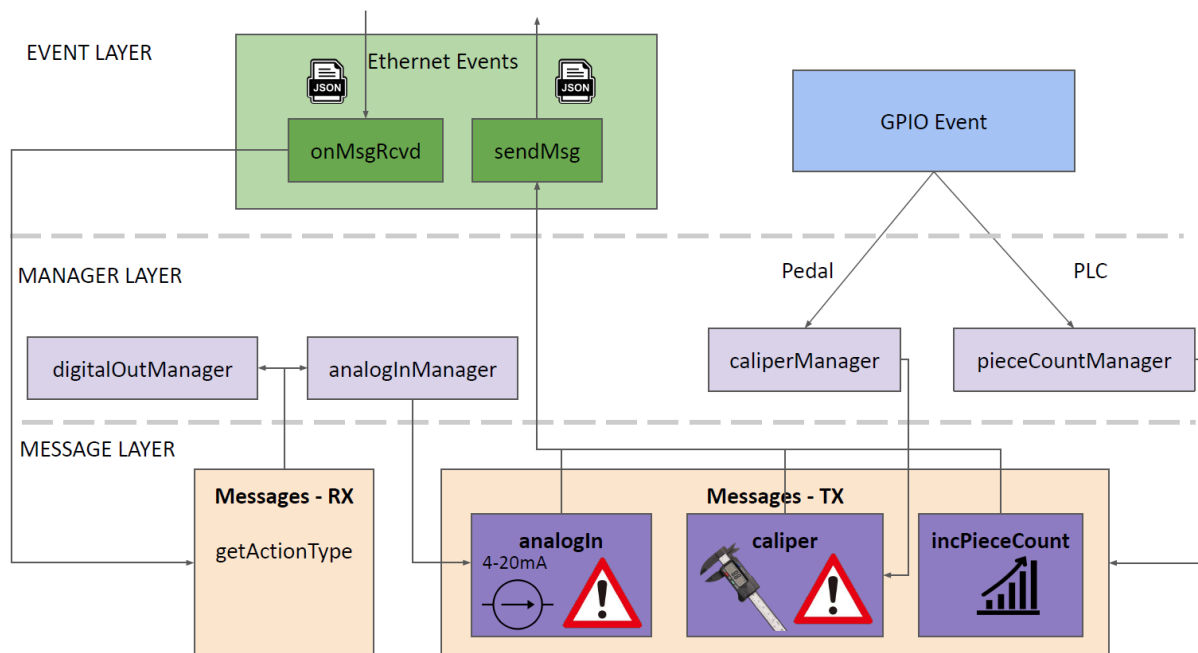 EVENT LAYER
Ethernet Events
JSON
JSON
onMsgRcvd
sendMsg
GPIO Event
MANAGER LAYER
Pedal
PLC
digitalOutManager
analogInManager
caliperManager
pieceCountManager
MESSAGE LAYER
Messages - RX
getActionType
Messages - TX
analogIn
4-20mA
caliper
incPieceCount